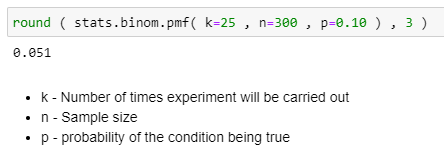 round ( stats.binom.pmf( k=25 , n=300 , p=0.10 ) , 3 )
0.051
• k - Number of times experiment will be carried out
• n - Sample size
• p - probability of the condition being true